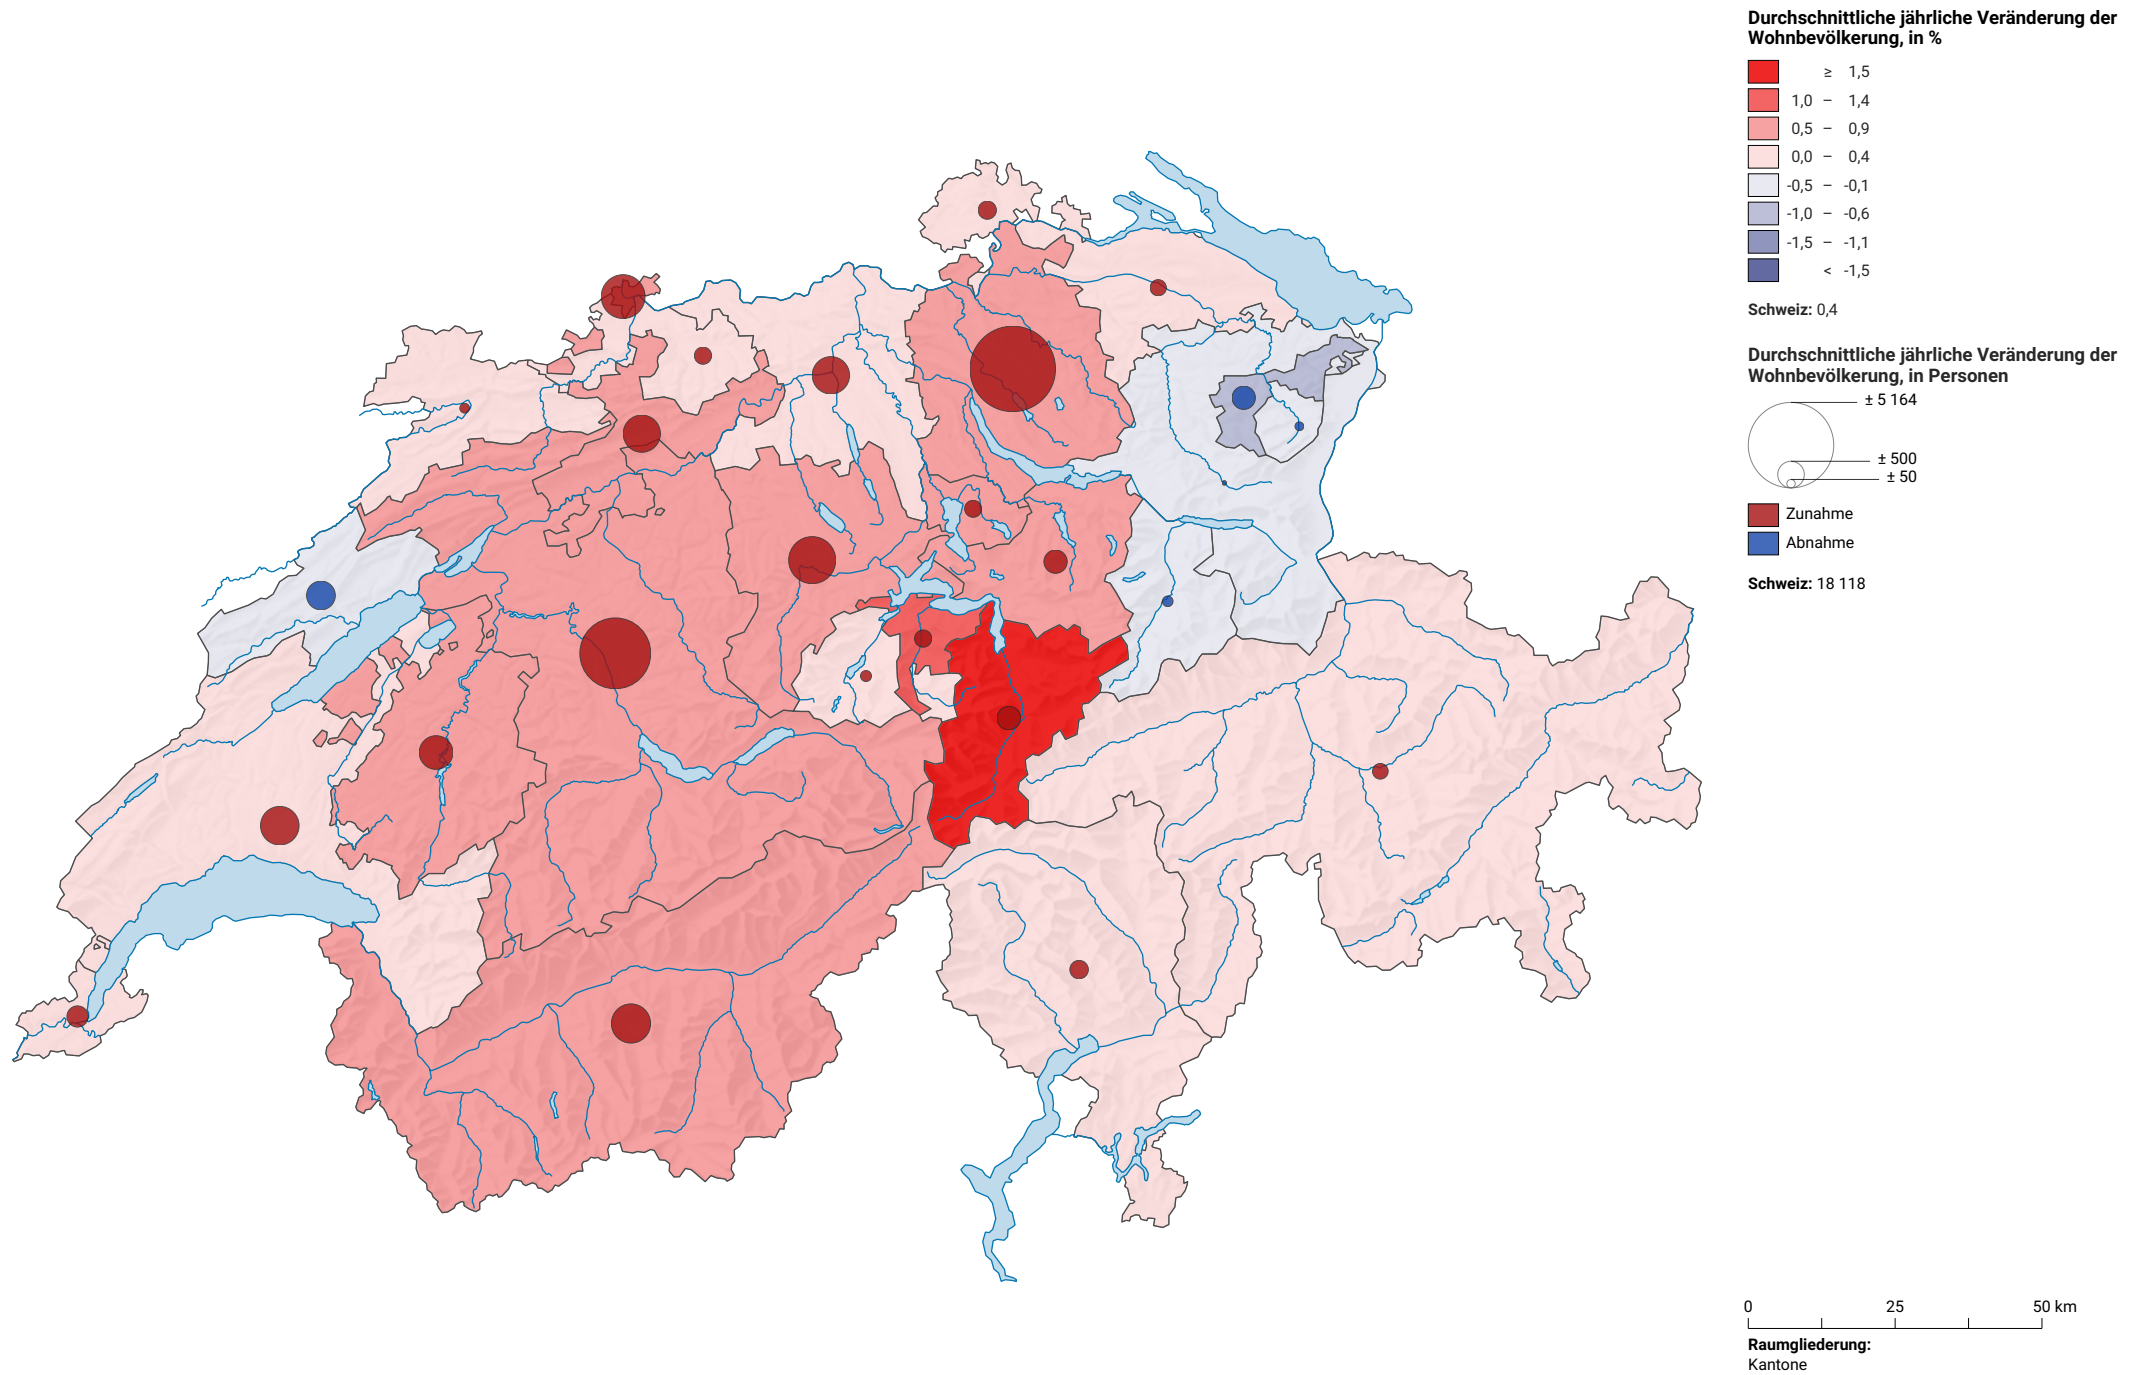 Durchschnittliche jährliche Veränderung der
Wohnbevölkerung, in %
≥ 1,5
1,0 – 1,4
0,5 – 0,9
0,0 – 0,4
-0,5 – -0,1
-1,0 – -0,6
-1,5 – -1,1
< -1,5
Schweiz: 0,4
Durchschnittliche jährliche Veränderung der
Wohnbevölkerung, in Personen
± 5 164
± 500
± 50
Zunahme
Abnahme
Schweiz: 18 118
0 25 50 km
Raumgliederung:
Kantone